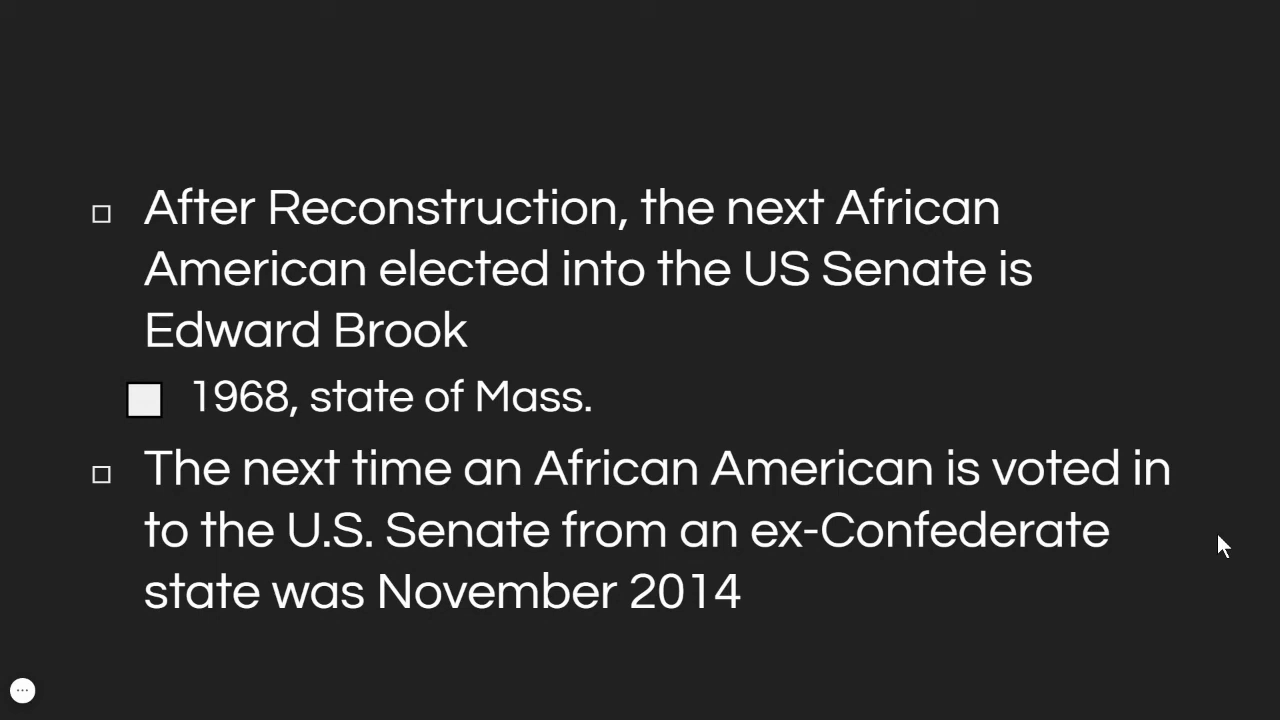 After Reconstruction, the next African
American elected into the US Senate is
Edward Brook
1968, state of Mass.
The next time an African American is voted in
to the U.S. Senate from an ex-Confederate
state was November 2014